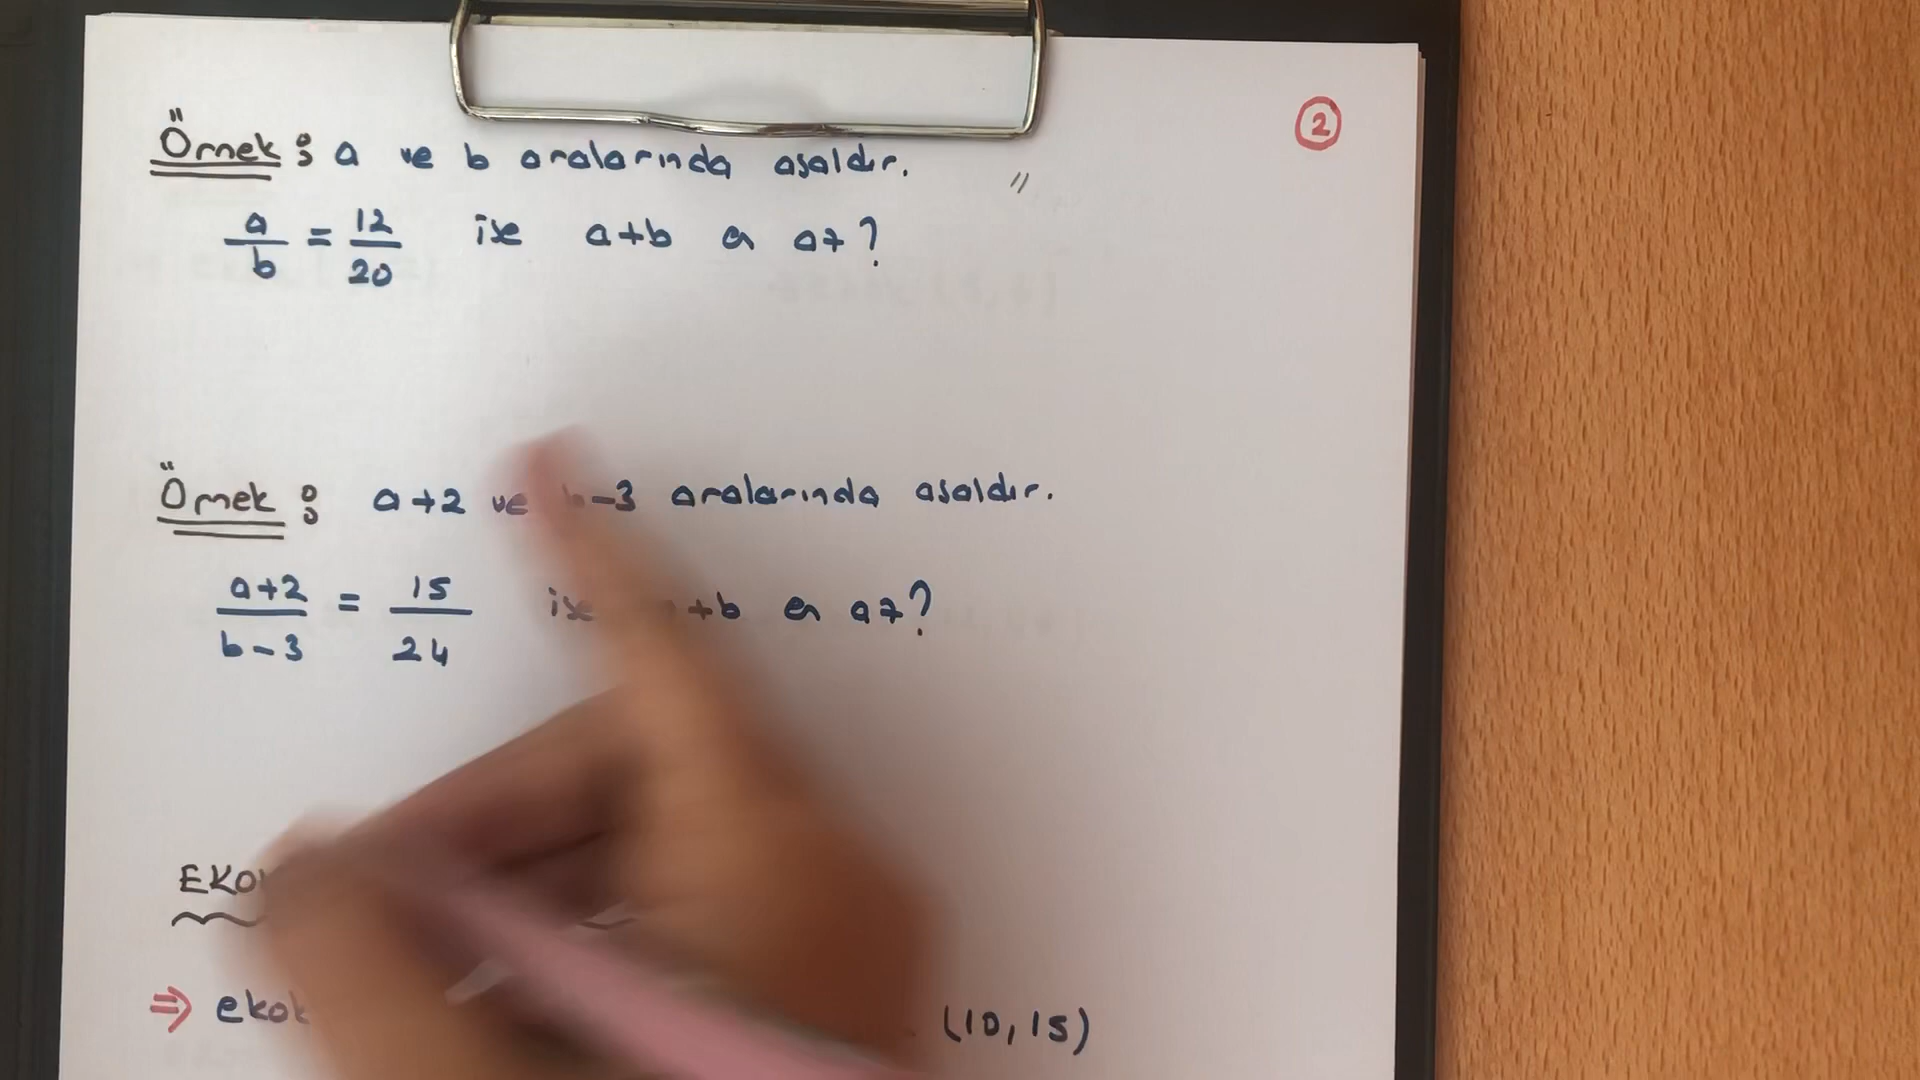 ②
Örnek : a ve b aralarında asaldır.
a/b = 12/20 ise a+b en az?
Örnek : a+2 ve b-3 aralarında asaldır.
a+2/b-3 = 15/24 ise +b en az?
EKO
⇒ ekok (10,15)